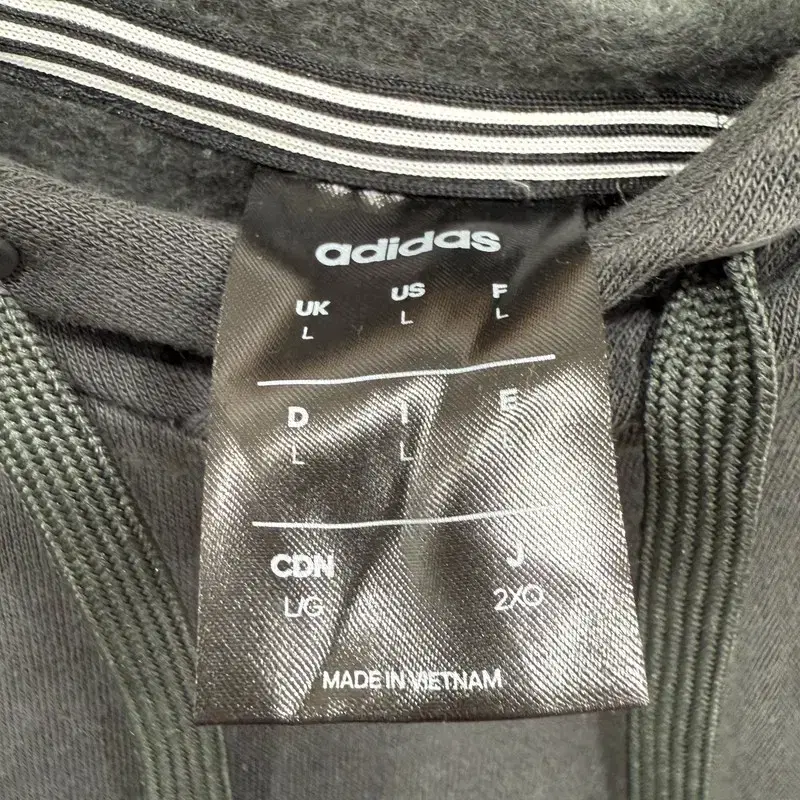 adidas
UK US F
L L L
D I E
L L L
CDN J
L/G 2XO
MADE IN VIETNAM